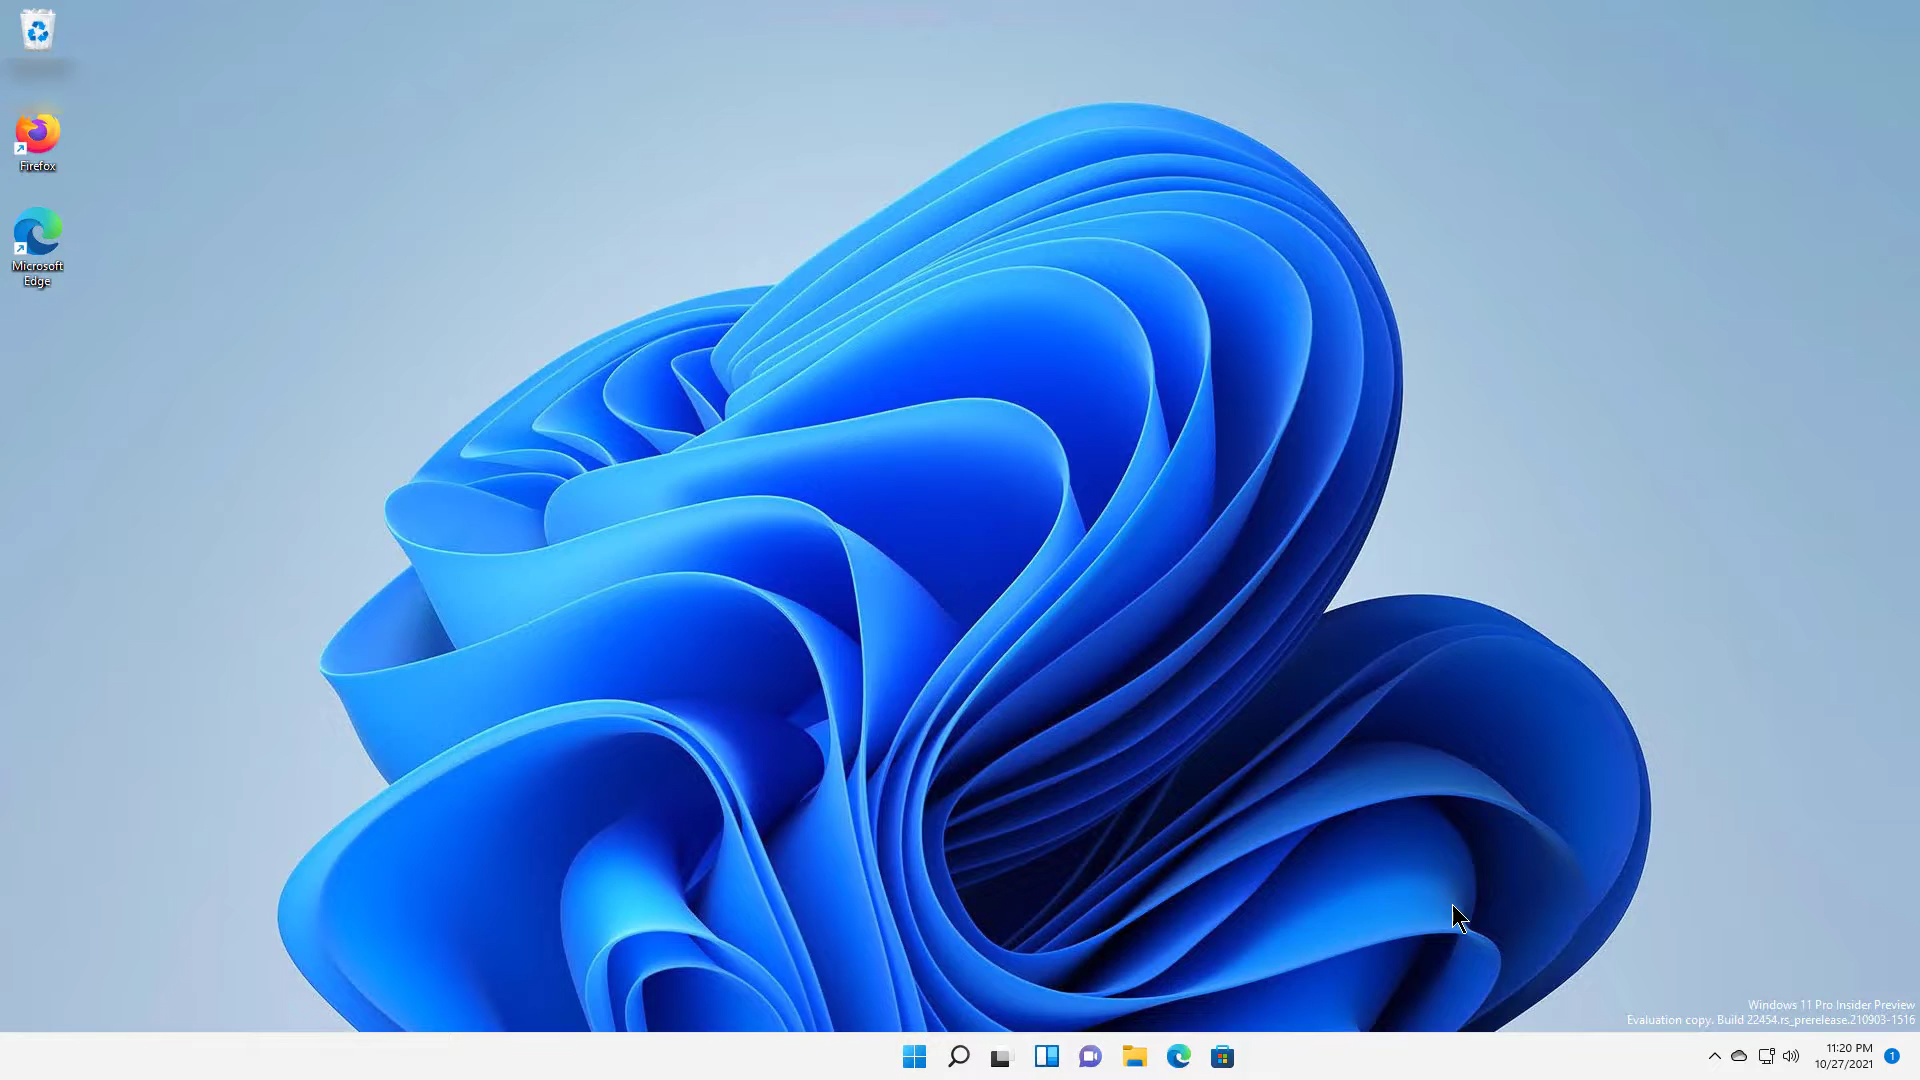 Firefox
Microsoft
Edge
Windows 11 Pro Insider Preview
Evaluation copy. Build 22454.rs_prerelease.210903-1516
11:20 PM
10/27/2021
1